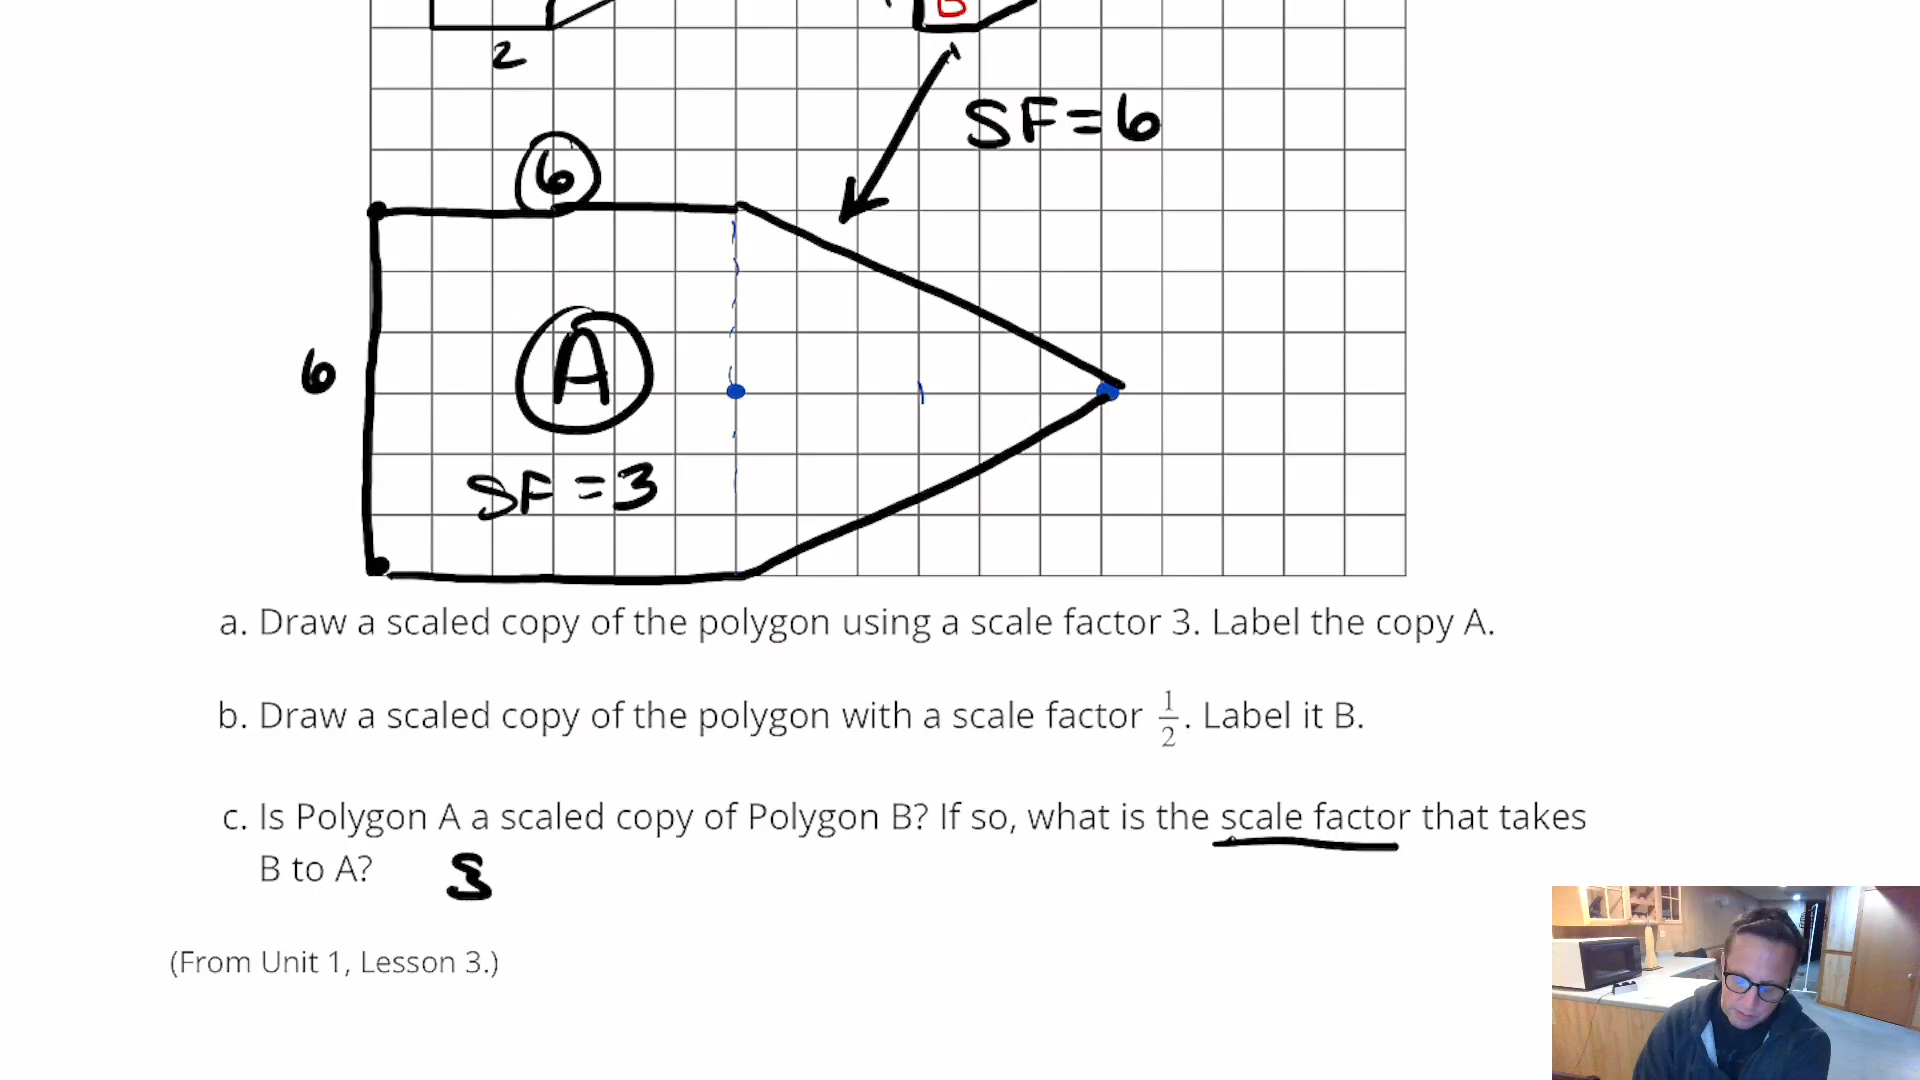 B
2
SF=6
6
A
6
SF=3
a. Draw a scaled copy of the polygon using a scale factor 3. Label the copy A.
b. Draw a scaled copy of the polygon with a scale factor 1/2. Label it B.
c. Is Polygon A a scaled copy of Polygon B? If so, what is the scale factor that takes
B to A?
(From Unit 1, Lesson 3.)